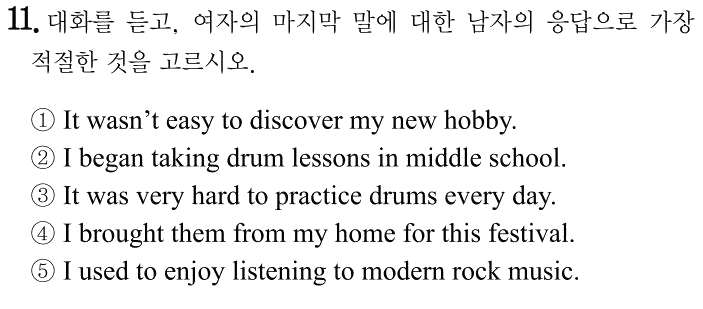 11. 대화를 듣고, 여자의 마지막 말에 대한 남자의 응답으로 가장
적절한 것을 고르시오.
① It wasn’t easy to discover my new hobby.
② I began taking drum lessons in middle school.
③ It was very hard to practice drums every day.
④ I brought them from my home for this festival.
⑤ I used to enjoy listening to modern rock music.